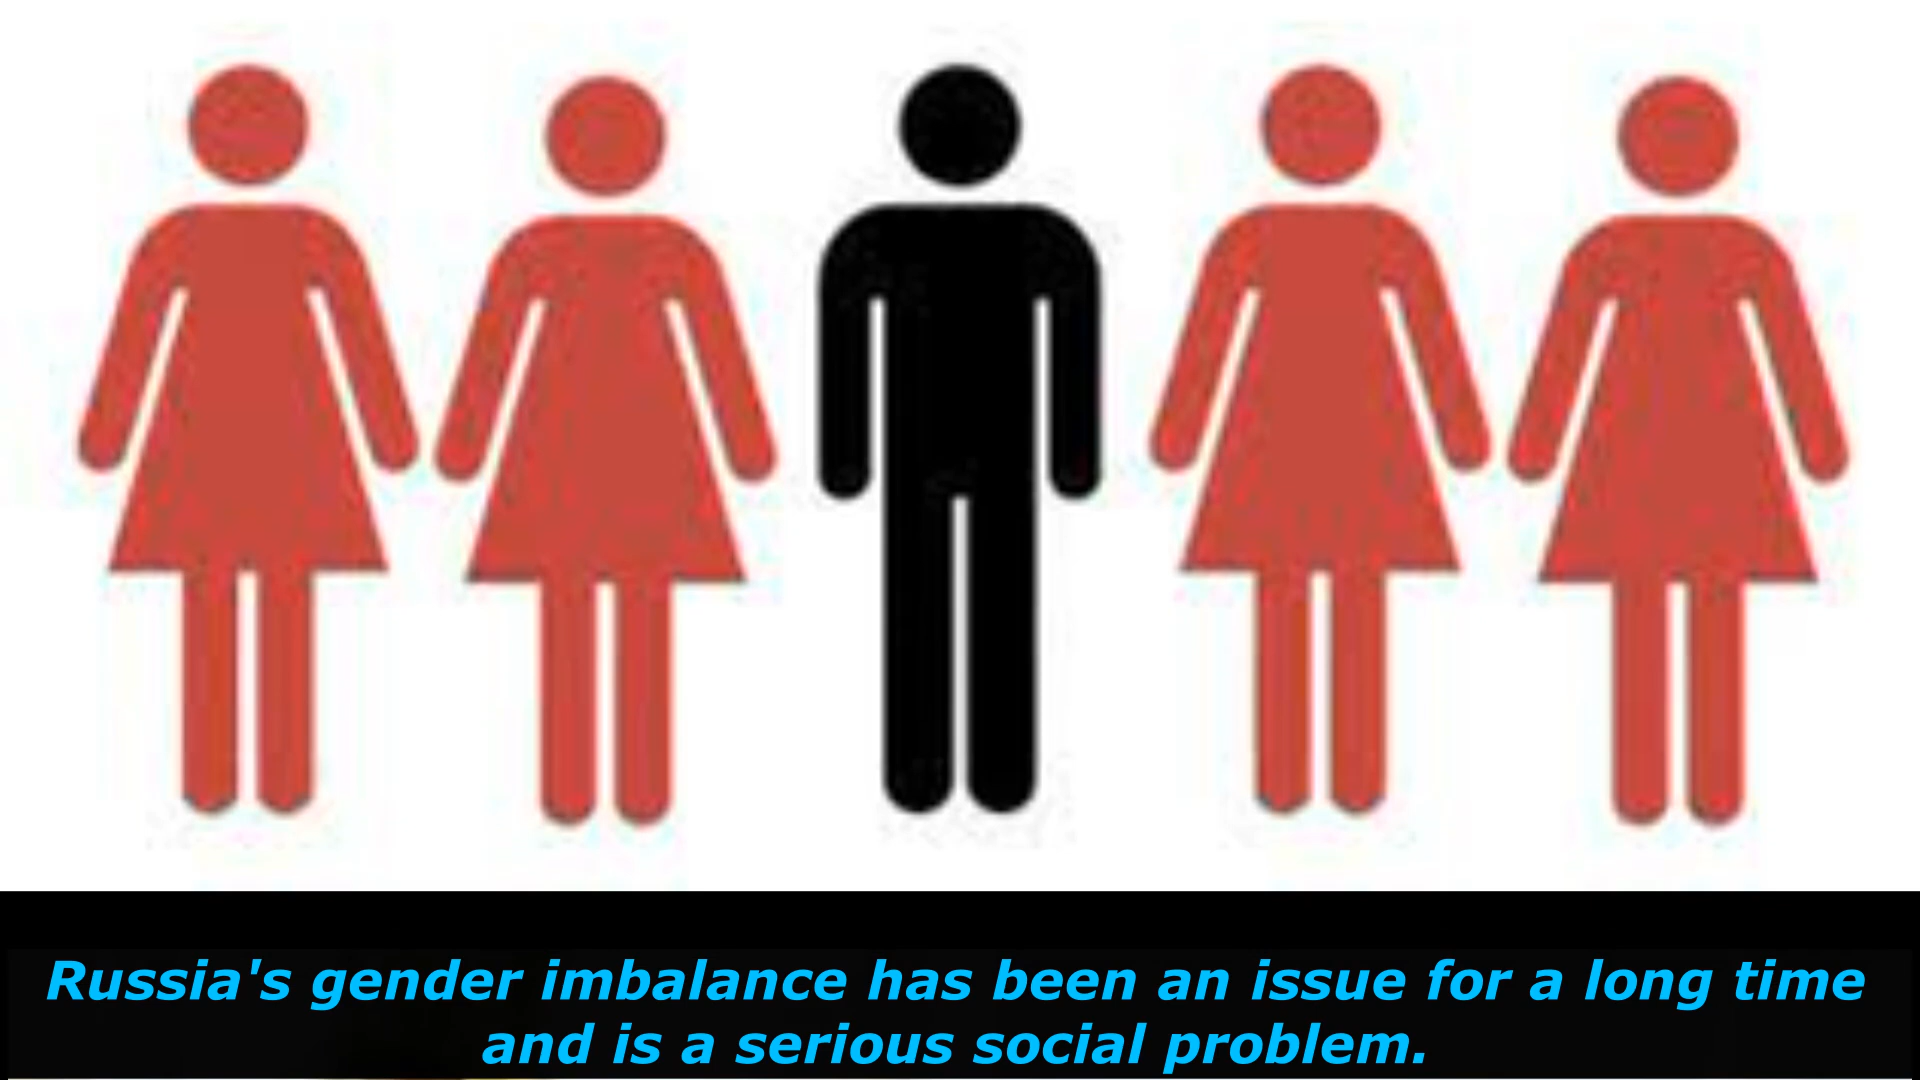 Russia's gender imbalance has been an issue for a long time
and is a serious social problem.